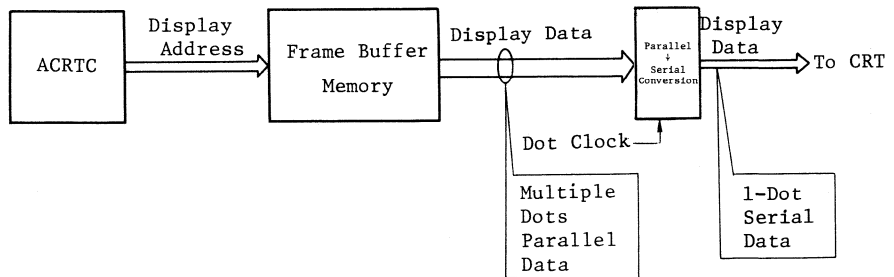 ACRTC
Display
Address
Frame Buffer
Memory
Display Data
Parallel
↓
Serial
Conversion
Display
Data
To CRT
Dot Clock
Multiple
Dots
Parallel
Data
1-Dot
Serial
Data